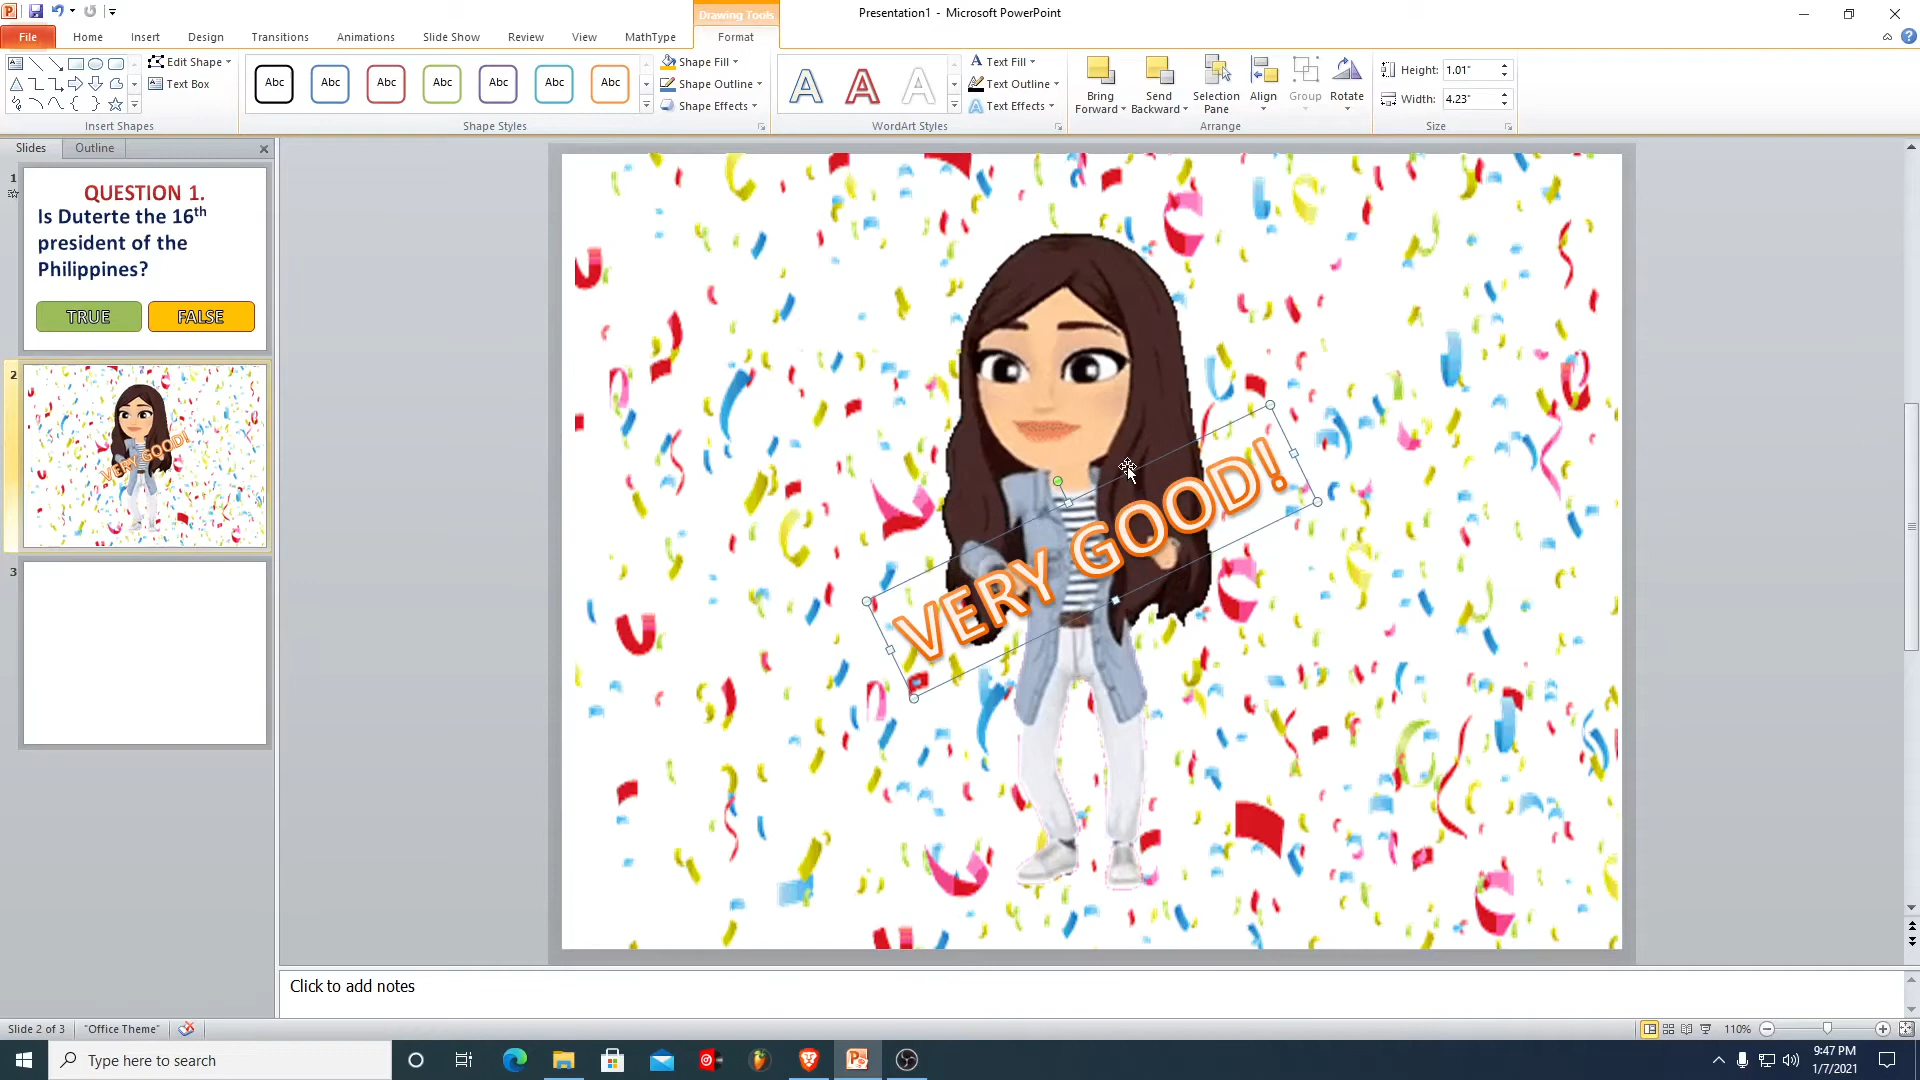 Drawing Tools
Presentation1 - Microsoft PowerPoint
File
Home
Insert
Design
Transitions
Animations
Slide Show
Review
View
MathType
Format
Edit Shape
Text Box
Insert Shapes
Abc
Abc
Abc
Abc
Abc
Abc
Abc
Shape Fill
Shape Outline
Shape Effects
Shape Styles
A
A
A
Text Fill
Text Outline
Text Effects
WordArt Styles
Bring
Forward
Send
Backward
Selection
Pane
Align
Group
Rotate
Arrange
Height: 1.01"
Width: 4.23"
Size
Slides
Outline
1
QUESTION 1.
Is Duterte the 16th
president of the
Philippines?
TRUE
FALSE
2
VERY GOOD!
3
VERY GOOD!
Click to add notes
Slide 2 of 3
"Office Theme"
110%
Type here to search
9:47 PM
1/7/2021